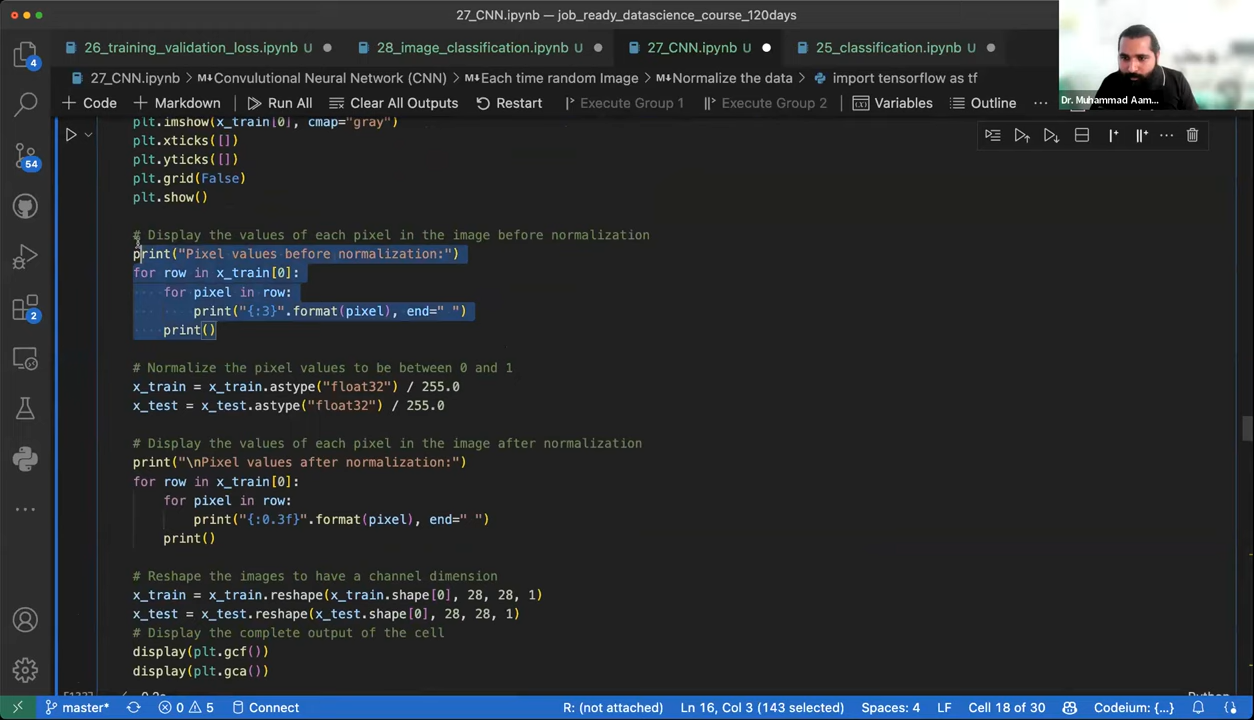 27_CNN.ipynb — job_ready_datascience_course_120days
26_training_validation_loss.ipynb U
28_image_classification.ipynb U
27_CNN.ipynb U
25_classification.ipynb U
27_CNN.ipynb > Convulutional Neural Network (CNN) > Each time random Image > Normalize the data > import tensorflow as tf
+ Code + Markdown Run All Clear All Outputs Restart Execute Group 1 Execute Group 2 Variables Outline ...
Dr. Muhammad Aam...
plt.imshow(x_train[0], cmap="gray")
plt.xticks([])
plt.yticks([])
plt.grid(False)
plt.show()
# Display the values of each pixel in the image before normalization
print("Pixel values before normalization:")
for row in x_train[0]:
    for pixel in row:
        print("{:3}".format(pixel), end=" ")
    print()
# Normalize the pixel values to be between 0 and 1
x_train = x_train.astype("float32") / 255.0
x_test = x_test.astype("float32") / 255.0
# Display the values of each pixel in the image after normalization
print("\nPixel values after normalization:")
for row in x_train[0]:
    for pixel in row:
        print("{:0.3f}".format(pixel), end=" ")
    print()
# Reshape the images to have a channel dimension
x_train = x_train.reshape(x_train.shape[0], 28, 28, 1)
x_test = x_test.reshape(x_test.shape[0], 28, 28, 1)
# Display the complete output of the cell
display(plt.gcf())
display(plt.gca())
4
54
2
master* 0 5 Connect R: (not attached) Ln 16, Col 3 (143 selected) Spaces: 4 LF Cell 18 of 30 Codeium: {...}